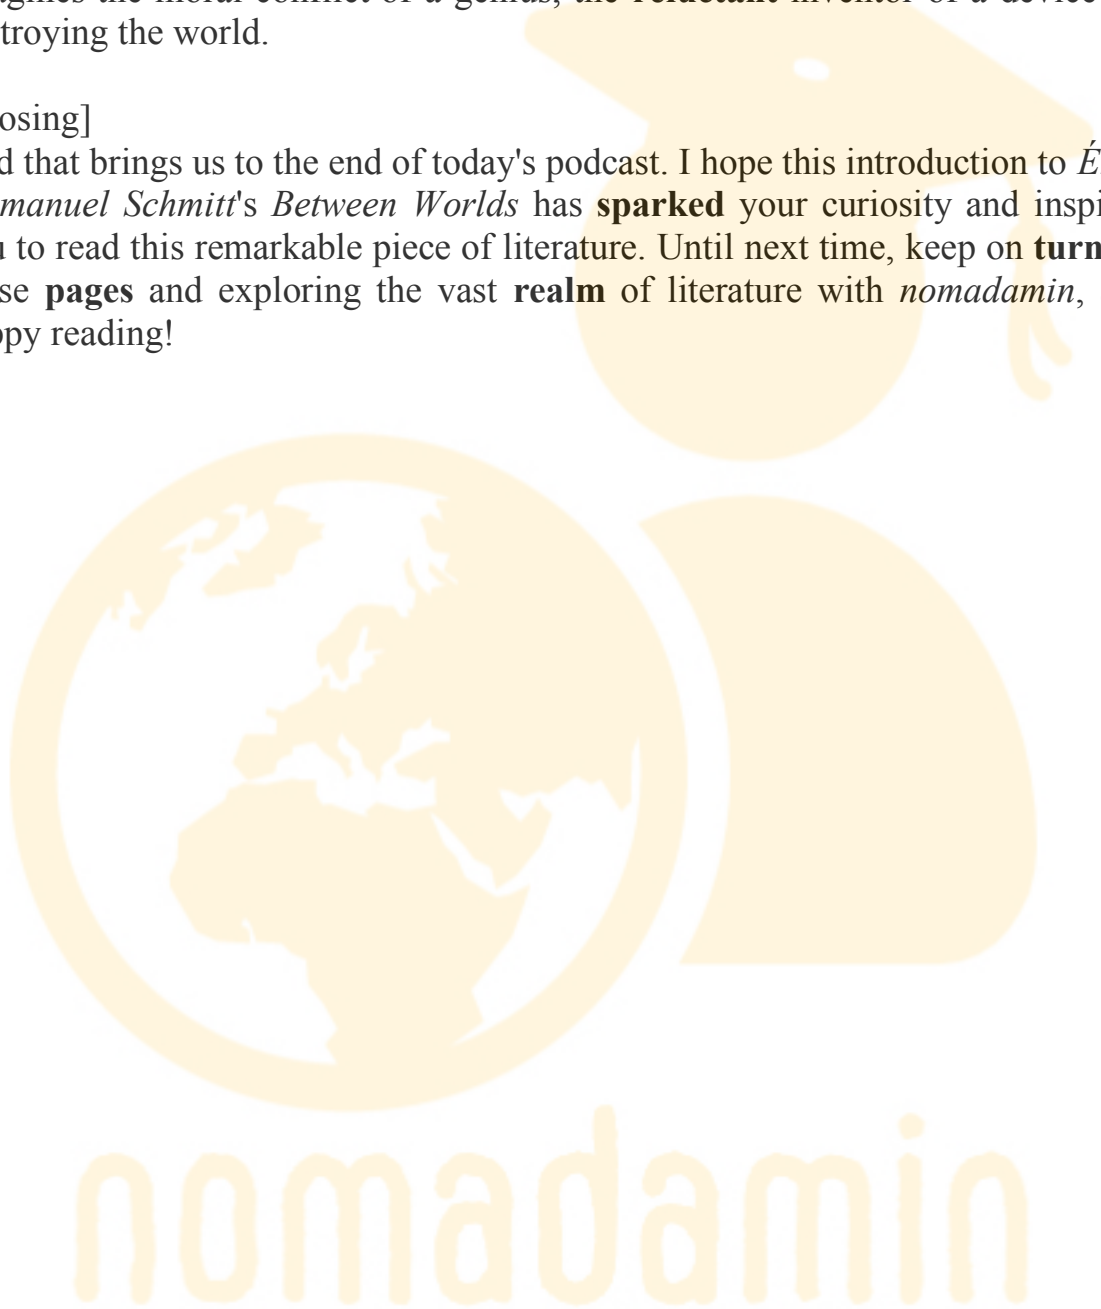 the moral conflict of a genius, the reluctant inventor of a device
troying the world.
osing]
d that brings us to the end of today's podcast. I hope this introduction to É
manuel Schmitt's Between Worlds has sparked your curiosity and inspi
u to read this remarkable piece of literature. Until next time, keep on turn
se pages and exploring the vast realm of literature with nomadamin,
ppy reading!
nomadamin